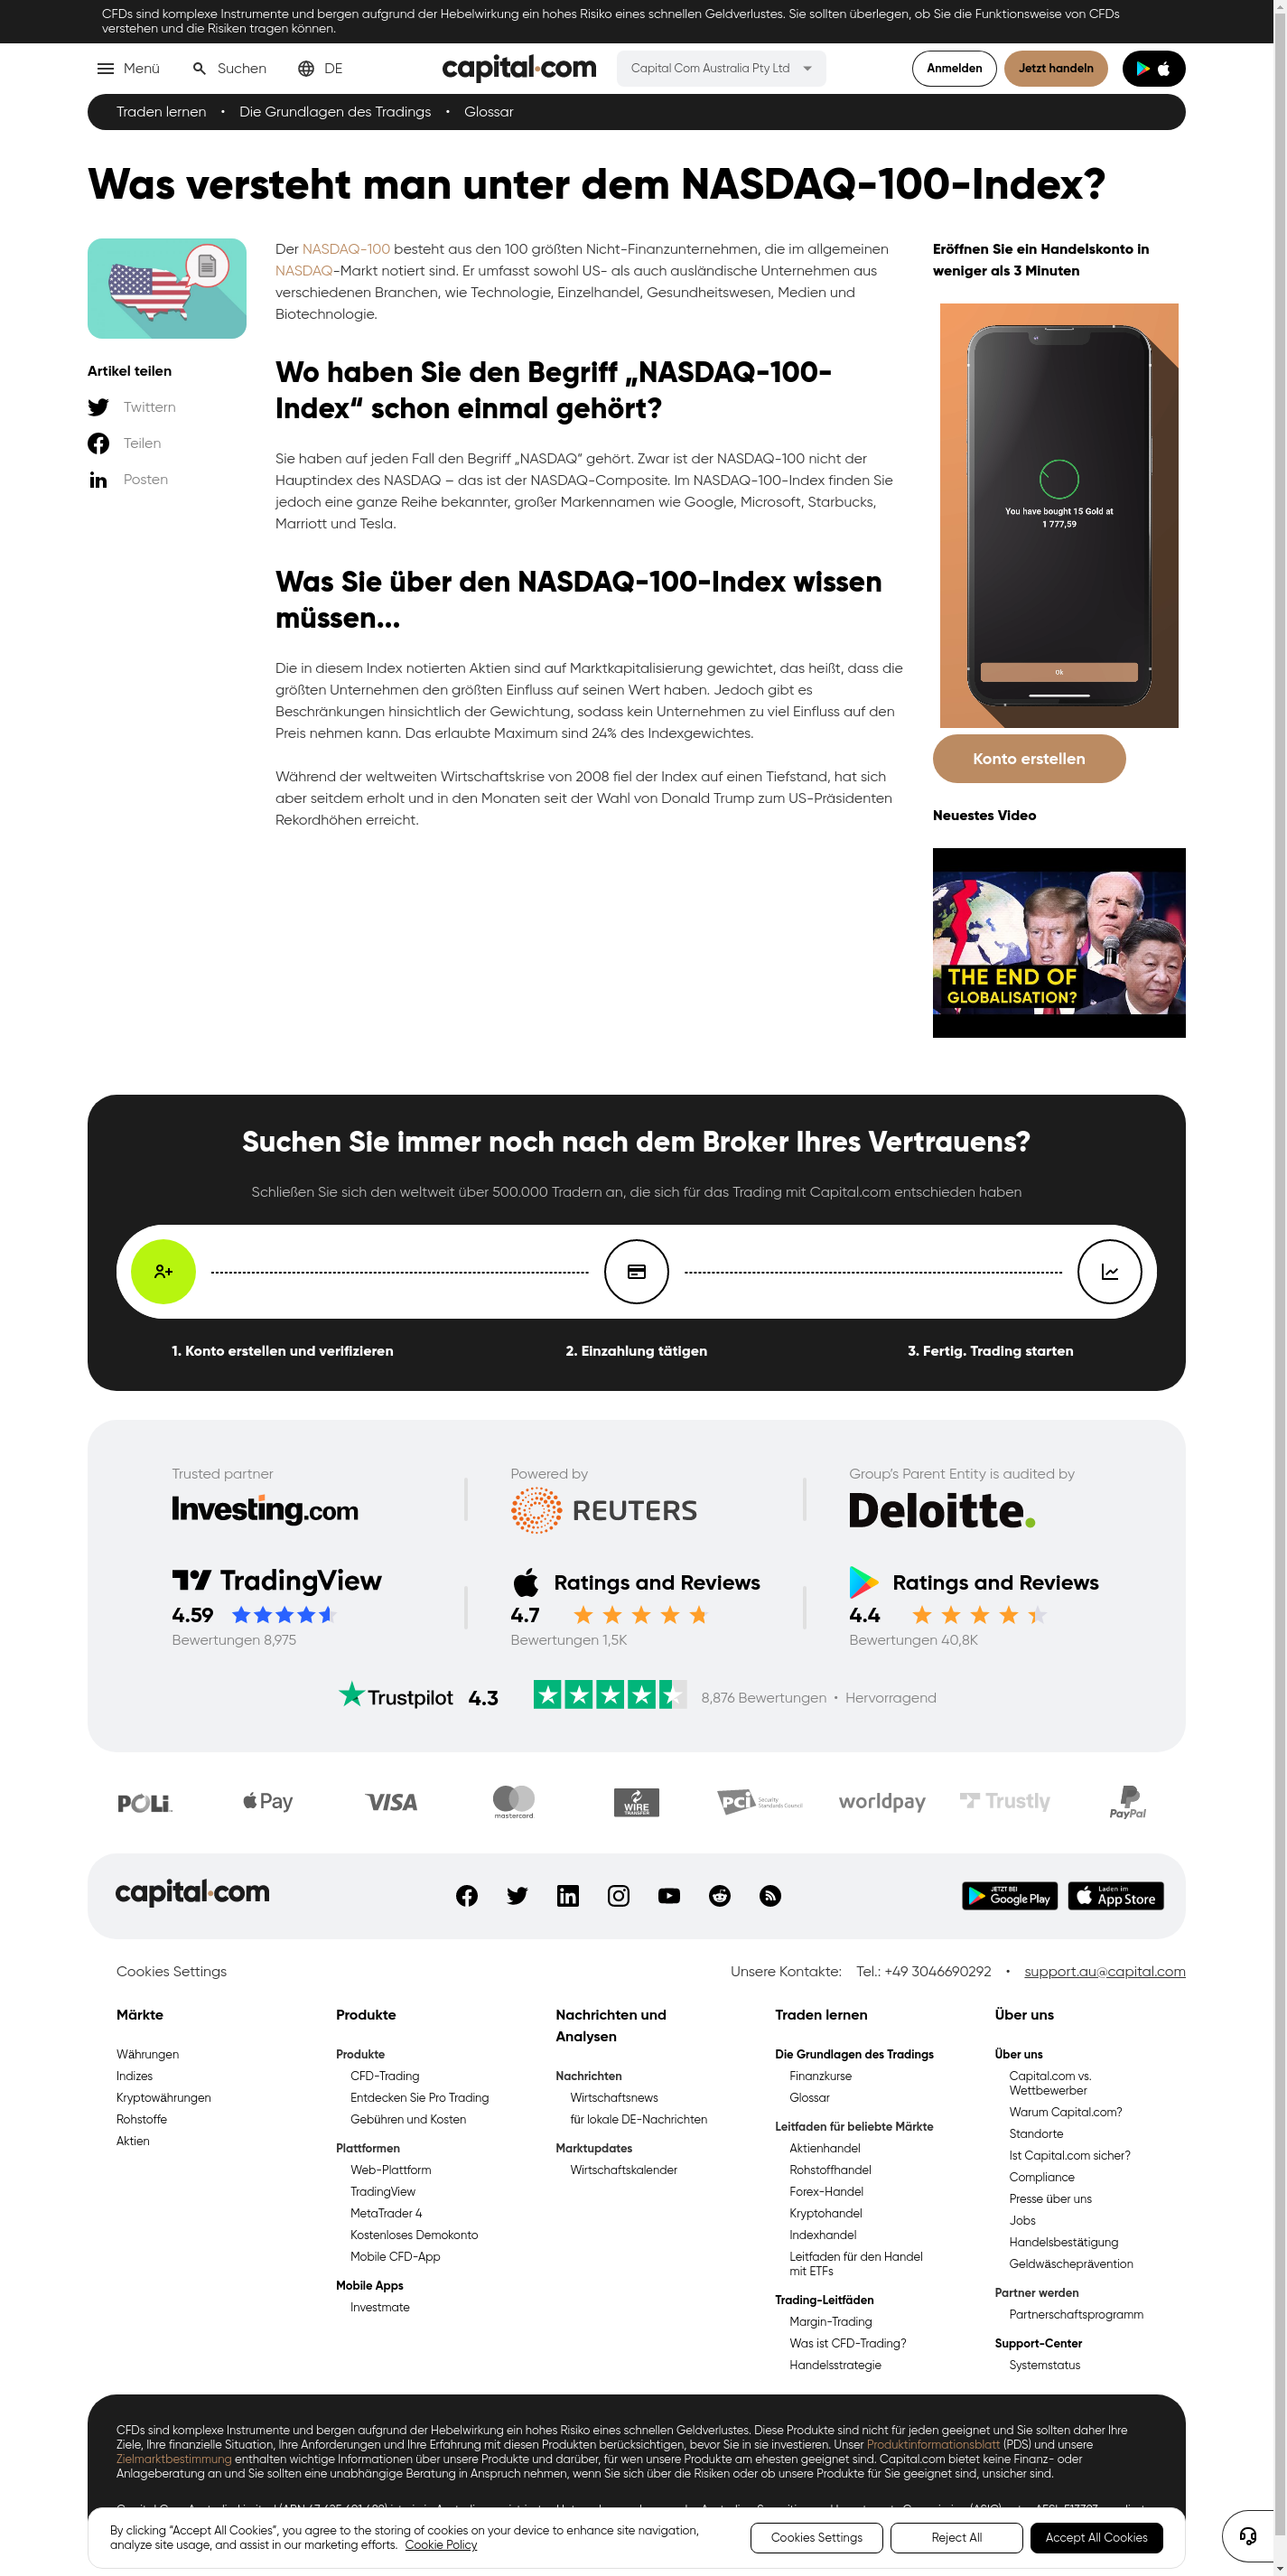 CFDs sind komplexe Instrumente und bergen aufgrund der Hebelwirkung ein hohes Risiko eines schnellen Geldverlustes. Sie sollten überlegen, ob Sie die Funktionsweise von CFDs
verstehen und die Risiken tragen können.
Menü
Suchen
DE
capital.com
Capital Com Australia Pty Ltd
Anmelden
Jetzt handeln
Traden lernen • Die Grundlagen des Tradings • Glossar
Was versteht man unter dem NASDAQ-100-Index?
Artikel teilen
Twittern
Teilen
Posten
Der NASDAQ-100 besteht aus den 100 größten Nicht-Finanzunternehmen, die im allgemeinen
NASDAQ-Markt notiert sind. Er umfasst sowohl US- als auch ausländische Unternehmen aus
verschiedenen Branchen, wie Technologie, Einzelhandel, Gesundheitswesen, Medien und
Biotechnologie.
Wo haben Sie den Begriff „NASDAQ-100-
Index“ schon einmal gehört?
Sie haben auf jeden Fall den Begriff „NASDAQ“ gehört. Zwar ist der NASDAQ-100 nicht der
Hauptindex des NASDAQ – das ist der NASDAQ-Composite. Im NASDAQ-100-Index finden Sie
jedoch eine ganze Reihe bekannter, großer Markennamen wie Google, Microsoft, Starbucks,
Marriott und Tesla.
Was Sie über den NASDAQ-100-Index wissen
müssen...
Die in diesem Index notierten Aktien sind auf Marktkapitalisierung gewichtet, das heißt, dass die
größten Unternehmen den größten Einfluss auf seinen Wert haben. Jedoch gibt es
Beschränkungen hinsichtlich der Gewichtung, sodass kein Unternehmen zu viel Einfluss auf den
Preis nehmen kann. Das erlaubte Maximum sind 24% des Indexgewichtes.
Während der weltweiten Wirtschaftskrise von 2008 fiel der Index auf einen Tiefstand, hat sich
aber seitdem erholt und in den Monaten seit der Wahl von Donald Trump zum US-Präsidenten
Rekordhöhen erreicht.
Eröffnen Sie ein Handelskonto in
weniger als 3 Minuten
You have bought 15 Gold at
1 777,59
Ok
Konto erstellen
Neuestes Video
THE END OF
GLOBALISATION?
Suchen Sie immer noch nach dem Broker Ihres Vertrauens?
Schließen Sie sich den weltweit über 500.000 Tradern an, die sich für das Trading mit Capital.com entschieden haben
1. Konto erstellen und verifizieren
2. Einzahlung tätigen
3. Fertig. Trading starten
Trusted partner
Investing.com
Powered by
REUTERS
Group's Parent Entity is audited by
Deloitte.
TradingView
4.59
Bewertungen 8,975
Ratings and Reviews
4.7
Bewertungen 1,5K
Ratings and Reviews
4.4
Bewertungen 40,8K
Trustpilot 4.3
8,876 Bewertungen • Hervorragend
POLi
Pay
VISA
mastercard
WIRE
TRANSFER
PCI Security
Standards Council
worldpay
Trustly
PayPal
capital.com
JETZT BEI
Google Play
Laden im
App Store
Cookies Settings
Unsere Kontakte: Tel.: +49 3046690292 • support.au@capital.com
Märkte
Währungen
Indizes
Kryptowährungen
Rohstoffe
Aktien
Produkte
Produkte
CFD-Trading
Entdecken Sie Pro Trading
Gebühren und Kosten
Plattformen
Web-Plattform
TradingView
MetaTrader 4
Kostenloses Demokonto
Mobile CFD-App
Mobile Apps
Investmate
Nachrichten und
Analysen
Nachrichten
Wirtschaftsnews
für lokale DE-Nachrichten
Marktupdates
Wirtschaftskalender
Traden lernen
Die Grundlagen des Tradings
Finanzkurse
Glossar
Leitfaden für beliebte Märkte
Aktienhandel
Rohstoffhandel
Forex-Handel
Kryptohandel
Indexhandel
Leitfaden für den Handel
mit ETFs
Trading-Leitfäden
Margin-Trading
Was ist CFD-Trading?
Handelsstrategie
Über uns
Über uns
Capital.com vs.
Wettbewerber
Warum Capital.com?
Standorte
Ist Capital.com sicher?
Compliance
Presse über uns
Jobs
Handelsbestätigung
Geldwäscheprävention
Partner werden
Partnerschaftsprogramm
Support-Center
Systemstatus
CFDs sind komplexe Instrumente und bergen aufgrund der Hebelwirkung ein hohes Risiko eines schnellen Geldverlustes. Diese Produkte sind nicht für jeden geeignet und Sie sollten daher Ihre
Ziele, Ihre finanzielle Situation, Ihre Anforderungen und Ihre Erfahrung mit diesen Produkten berücksichtigen, bevor Sie in sie investieren. Unser Produktinformationsblatt (PDS) und unsere
Zielmarktbestimmung enthalten wichtige Informationen über unsere Produkte und darüber, für wen unsere Produkte am ehesten geeignet sind. Capital.com bietet keine Finanz- oder
Anlageberatung an und Sie sollten eine unabhängige Beratung in Anspruch nehmen, wenn Sie sich über die Risiken oder ob unsere Produkte für Sie geeignet sind, unsicher sind.
By clicking “Accept All Cookies”, you agree to the storing of cookies on your device to enhance site navigation,
analyze site usage, and assist in our marketing efforts. Cookie Policy
Cookies Settings
Reject All
Accept All Cookies